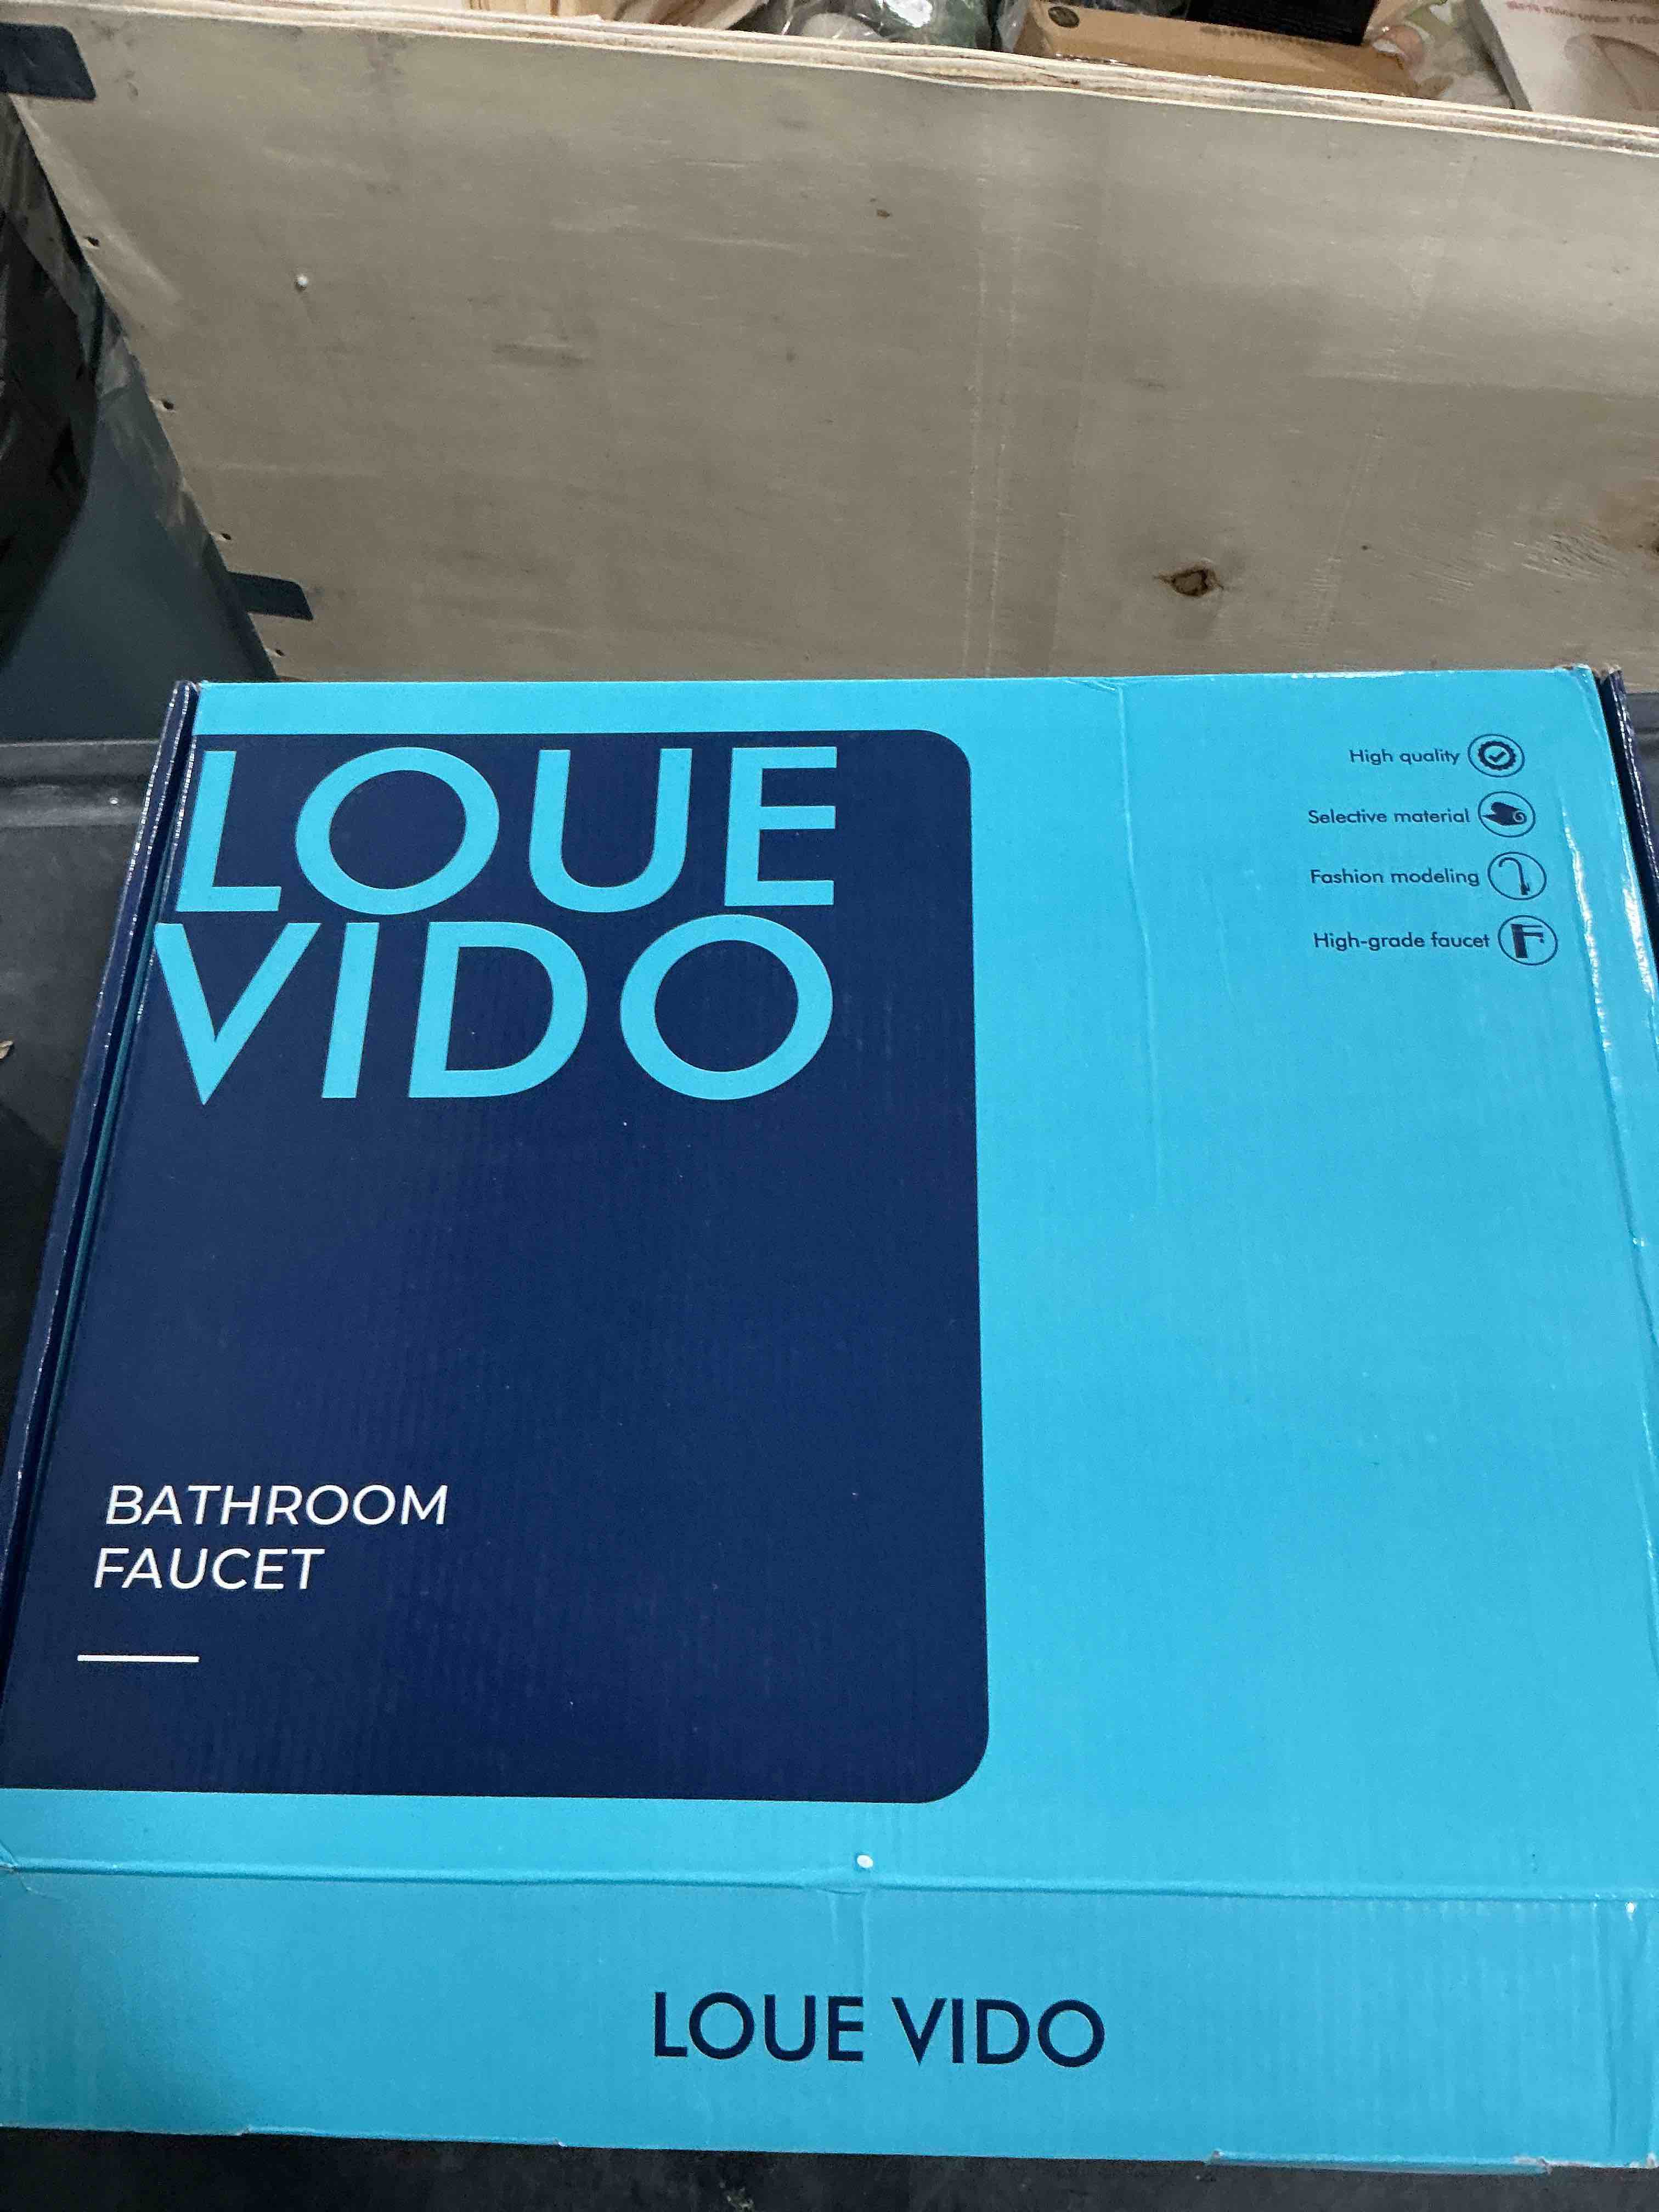 LOUE
VIDO
High quality
Selective material
Fashion modeling
High-grade faucet
BATHROOM
FAUCET
LOUE VIDO